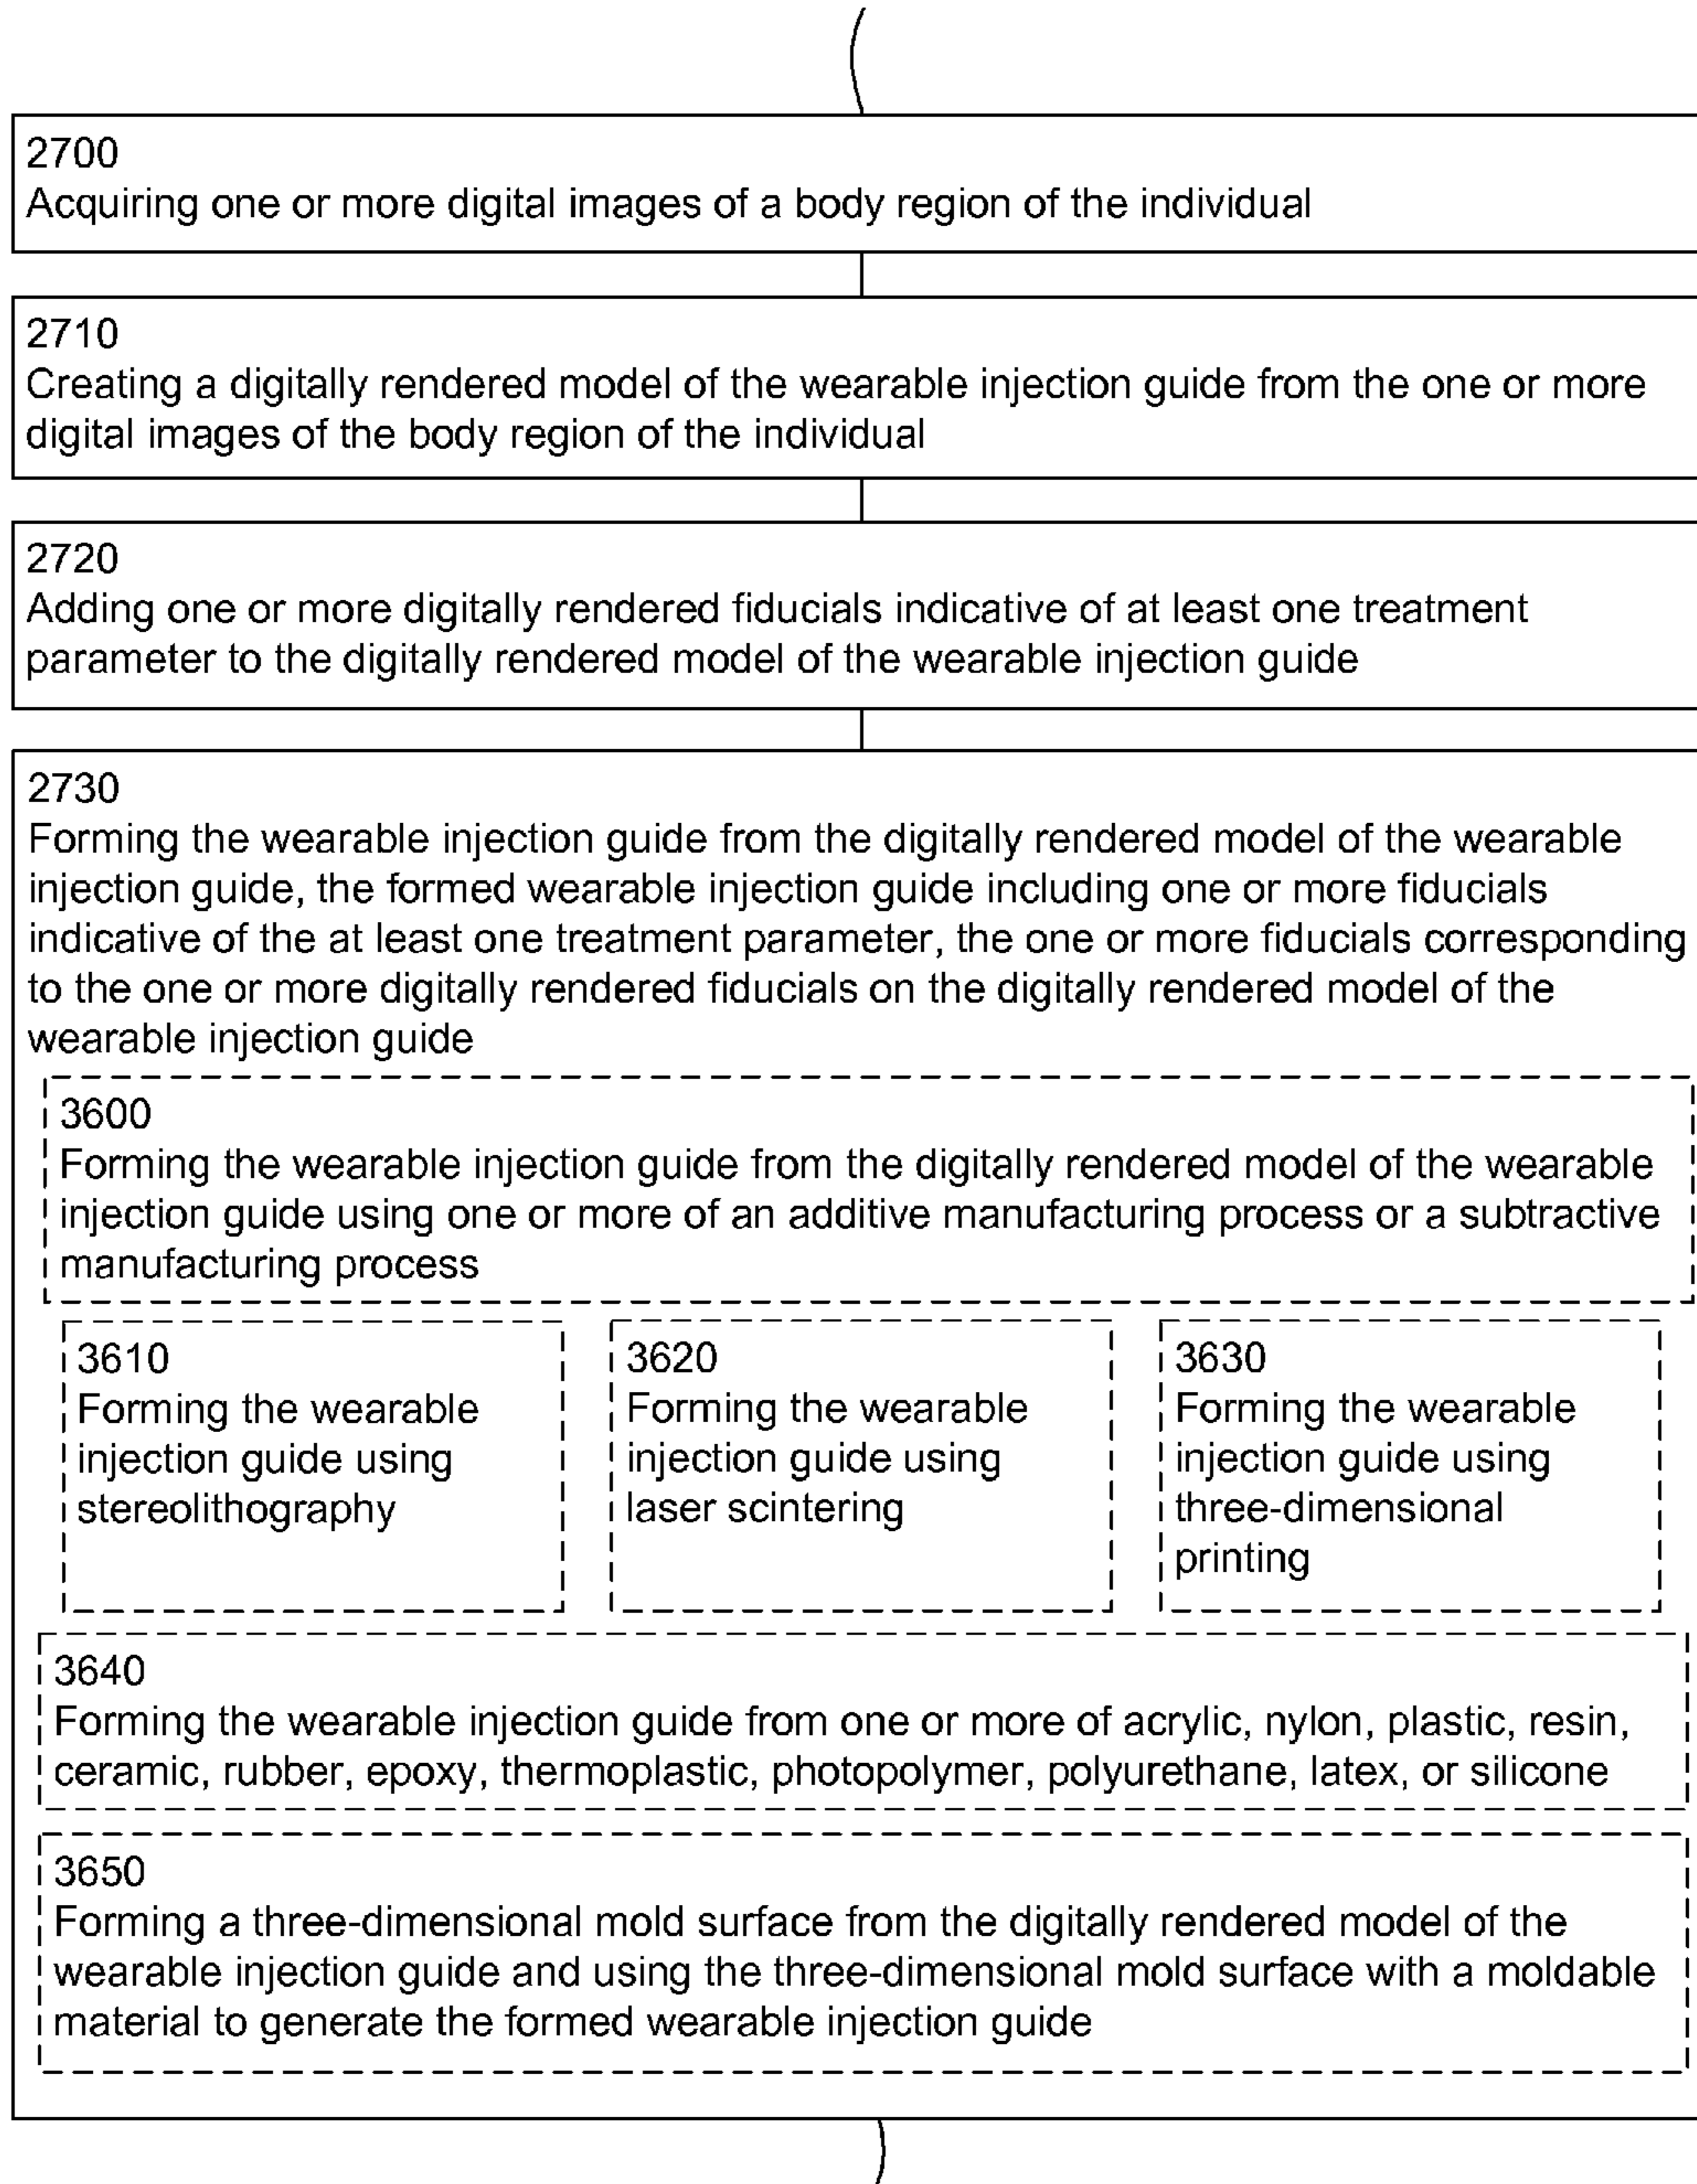 2700
Acquiring one or more digital images of a body region of the individual
2710
Creating a digitally rendered model of the wearable injection guide from the one or more
digital images of the body region of the individual
2720
Adding one or more digitally rendered fiducials indicative of at least one treatment
parameter to the digitally rendered model of the wearable injection guide
2730
Forming the wearable injection guide from the digitally rendered model of the wearable
injection guide, the formed wearable injection guide including one or more fiducials
indicative of the at least one treatment parameter, the one or more fiducials corresponding
to the one or more digitally rendered fiducials on the digitally rendered model of the
wearable injection guide
3600
Forming the wearable injection guide from the digitally rendered model of the wearable
injection guide using one or more of an additive manufacturing process or a subtractive
manufacturing process
3610
Forming the wearable
injection guide using
stereolithography
3620
Forming the wearable
injection guide using
laser scintering
3630
Forming the wearable
injection guide using
three-dimensional
printing
3640
Forming the wearable injection guide from one or more of acrylic, nylon, plastic, resin,
ceramic, rubber, epoxy, thermoplastic, photopolymer, polyurethane, latex, or silicone
3650
Forming a three-dimensional mold surface from the digitally rendered model of the
wearable injection guide and using the three-dimensional mold surface with a moldable
material to generate the formed wearable injection guide